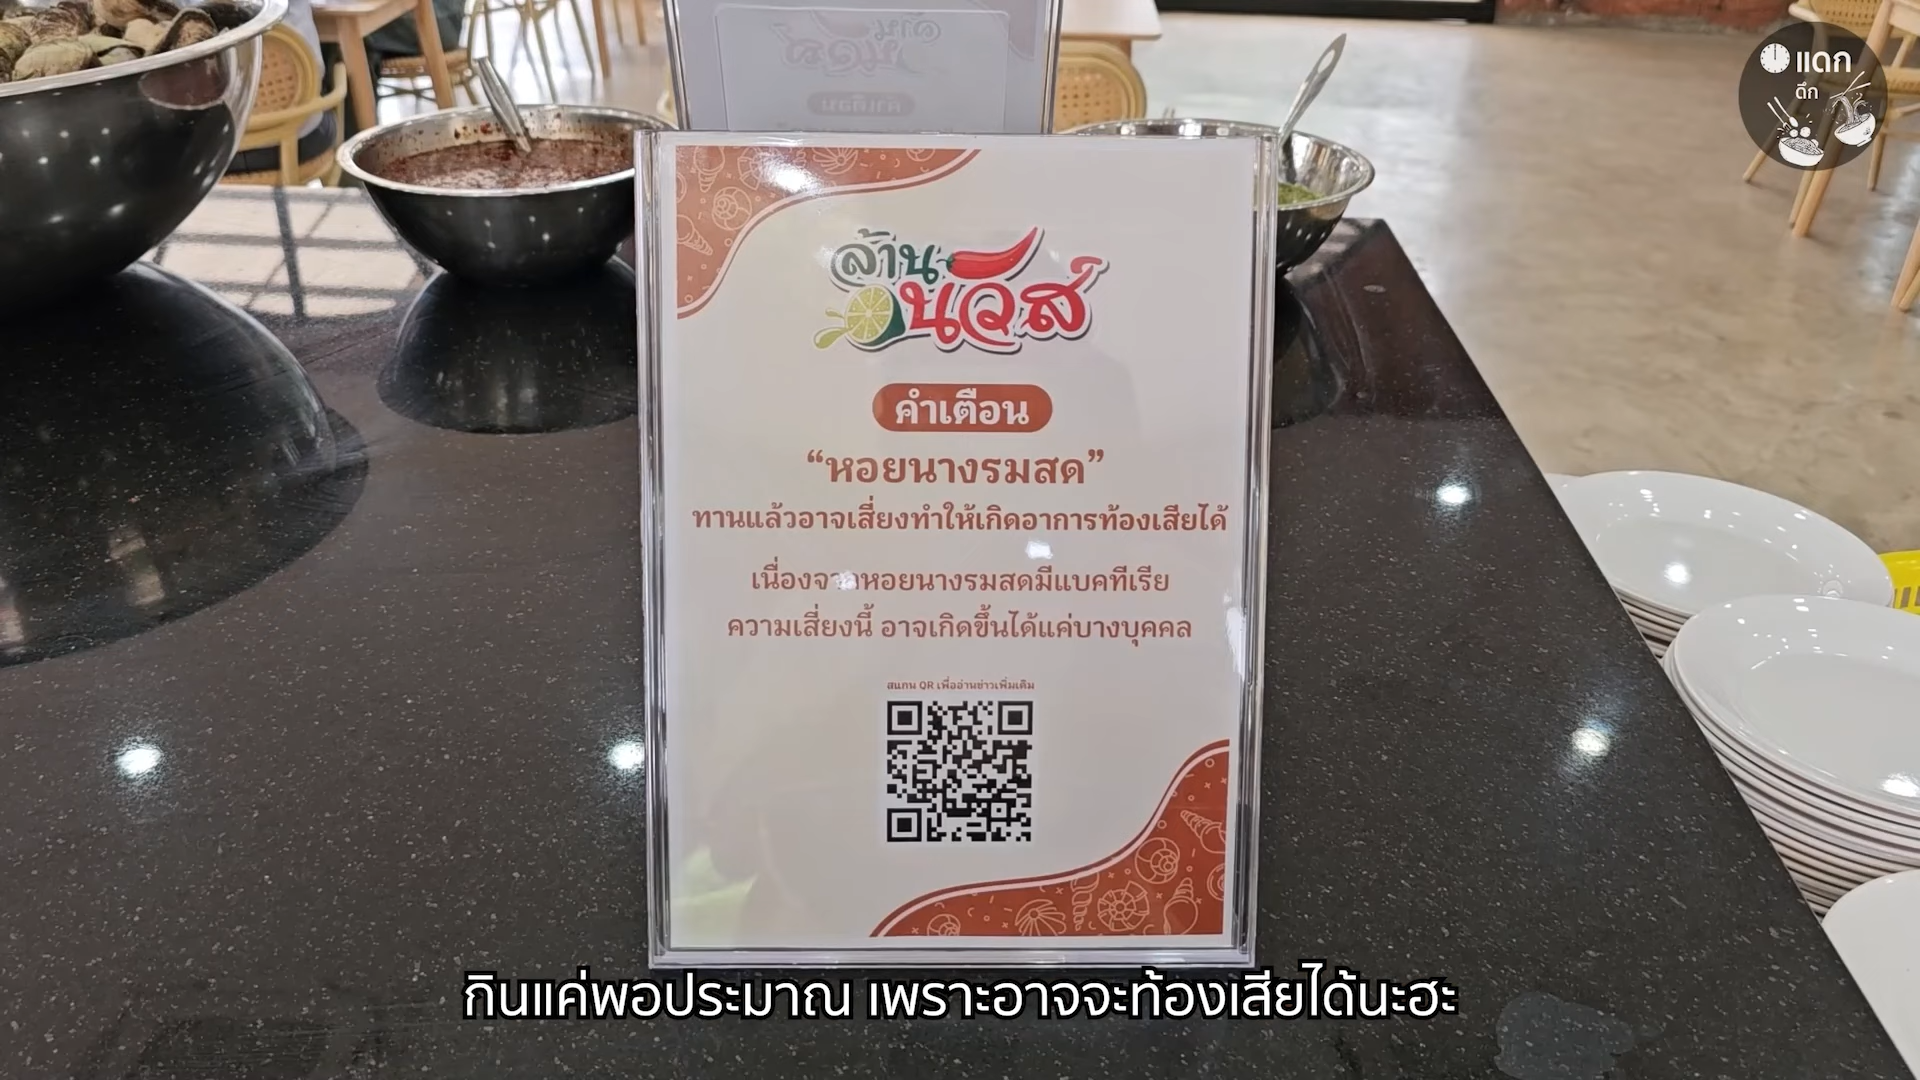 แดก
ดึก
ล้าน
นัวส์
คำเตือน
“หอยนางรมสด”
ทานแล้วอาจเสี่ยงทำให้เกิดอาการท้องเสียได้
เนื่องจากหอยนางรมสดมีแบคทีเรีย
ความเสี่ยงนี้ อาจเกิดขึ้นได้แค่บางบุคคล
สแกน QR เพื่ออ่านข่าวเพิ่มเติม
กินแค่พอประมาณ เพราะอาจจะท้องเสียได้นะฮะ